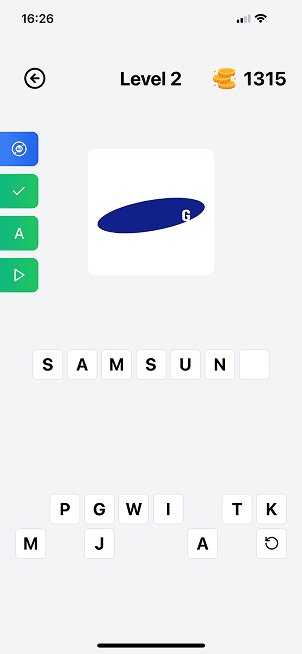 16:26
Level 2
1315
A
G
S A M S U N
P G W I T K
M J A